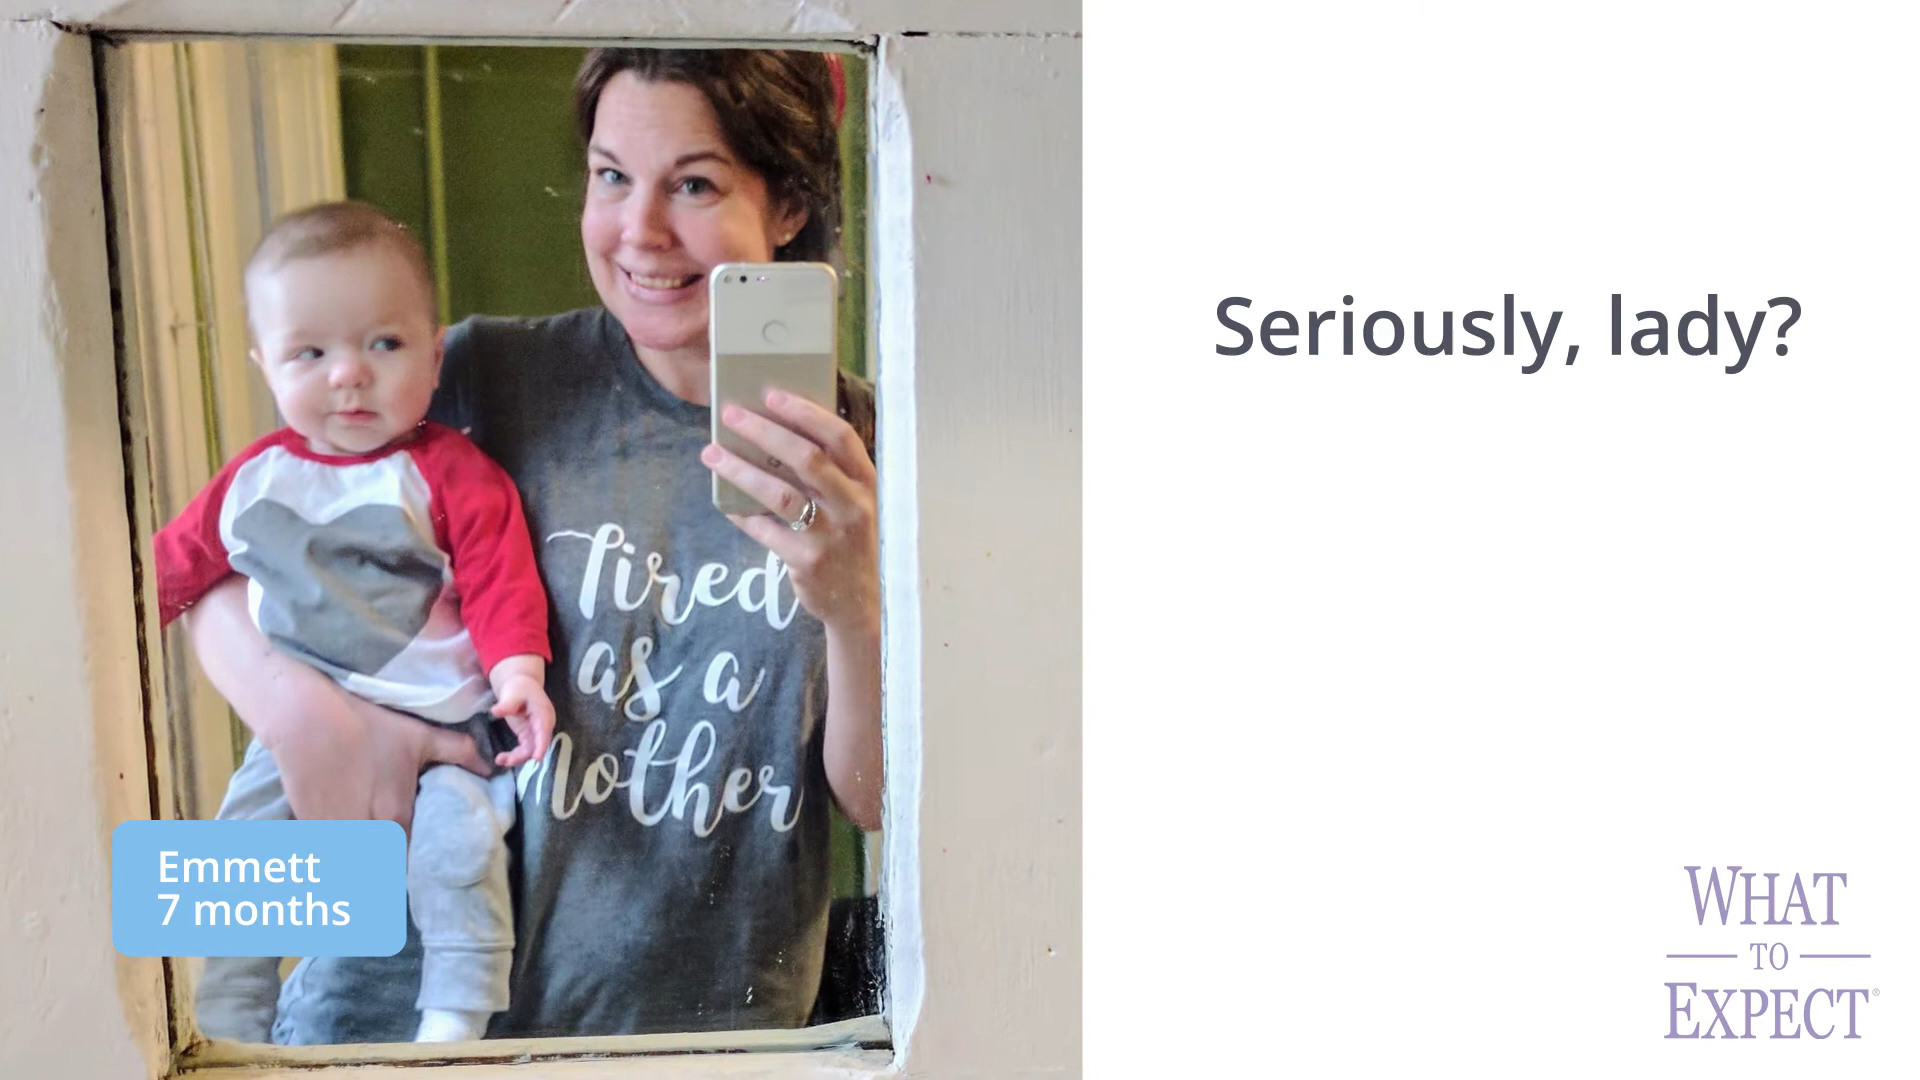 Tired
as a
Mother
Emmett
7 months
Seriously, lady?
WHAT
TO
EXPECT®